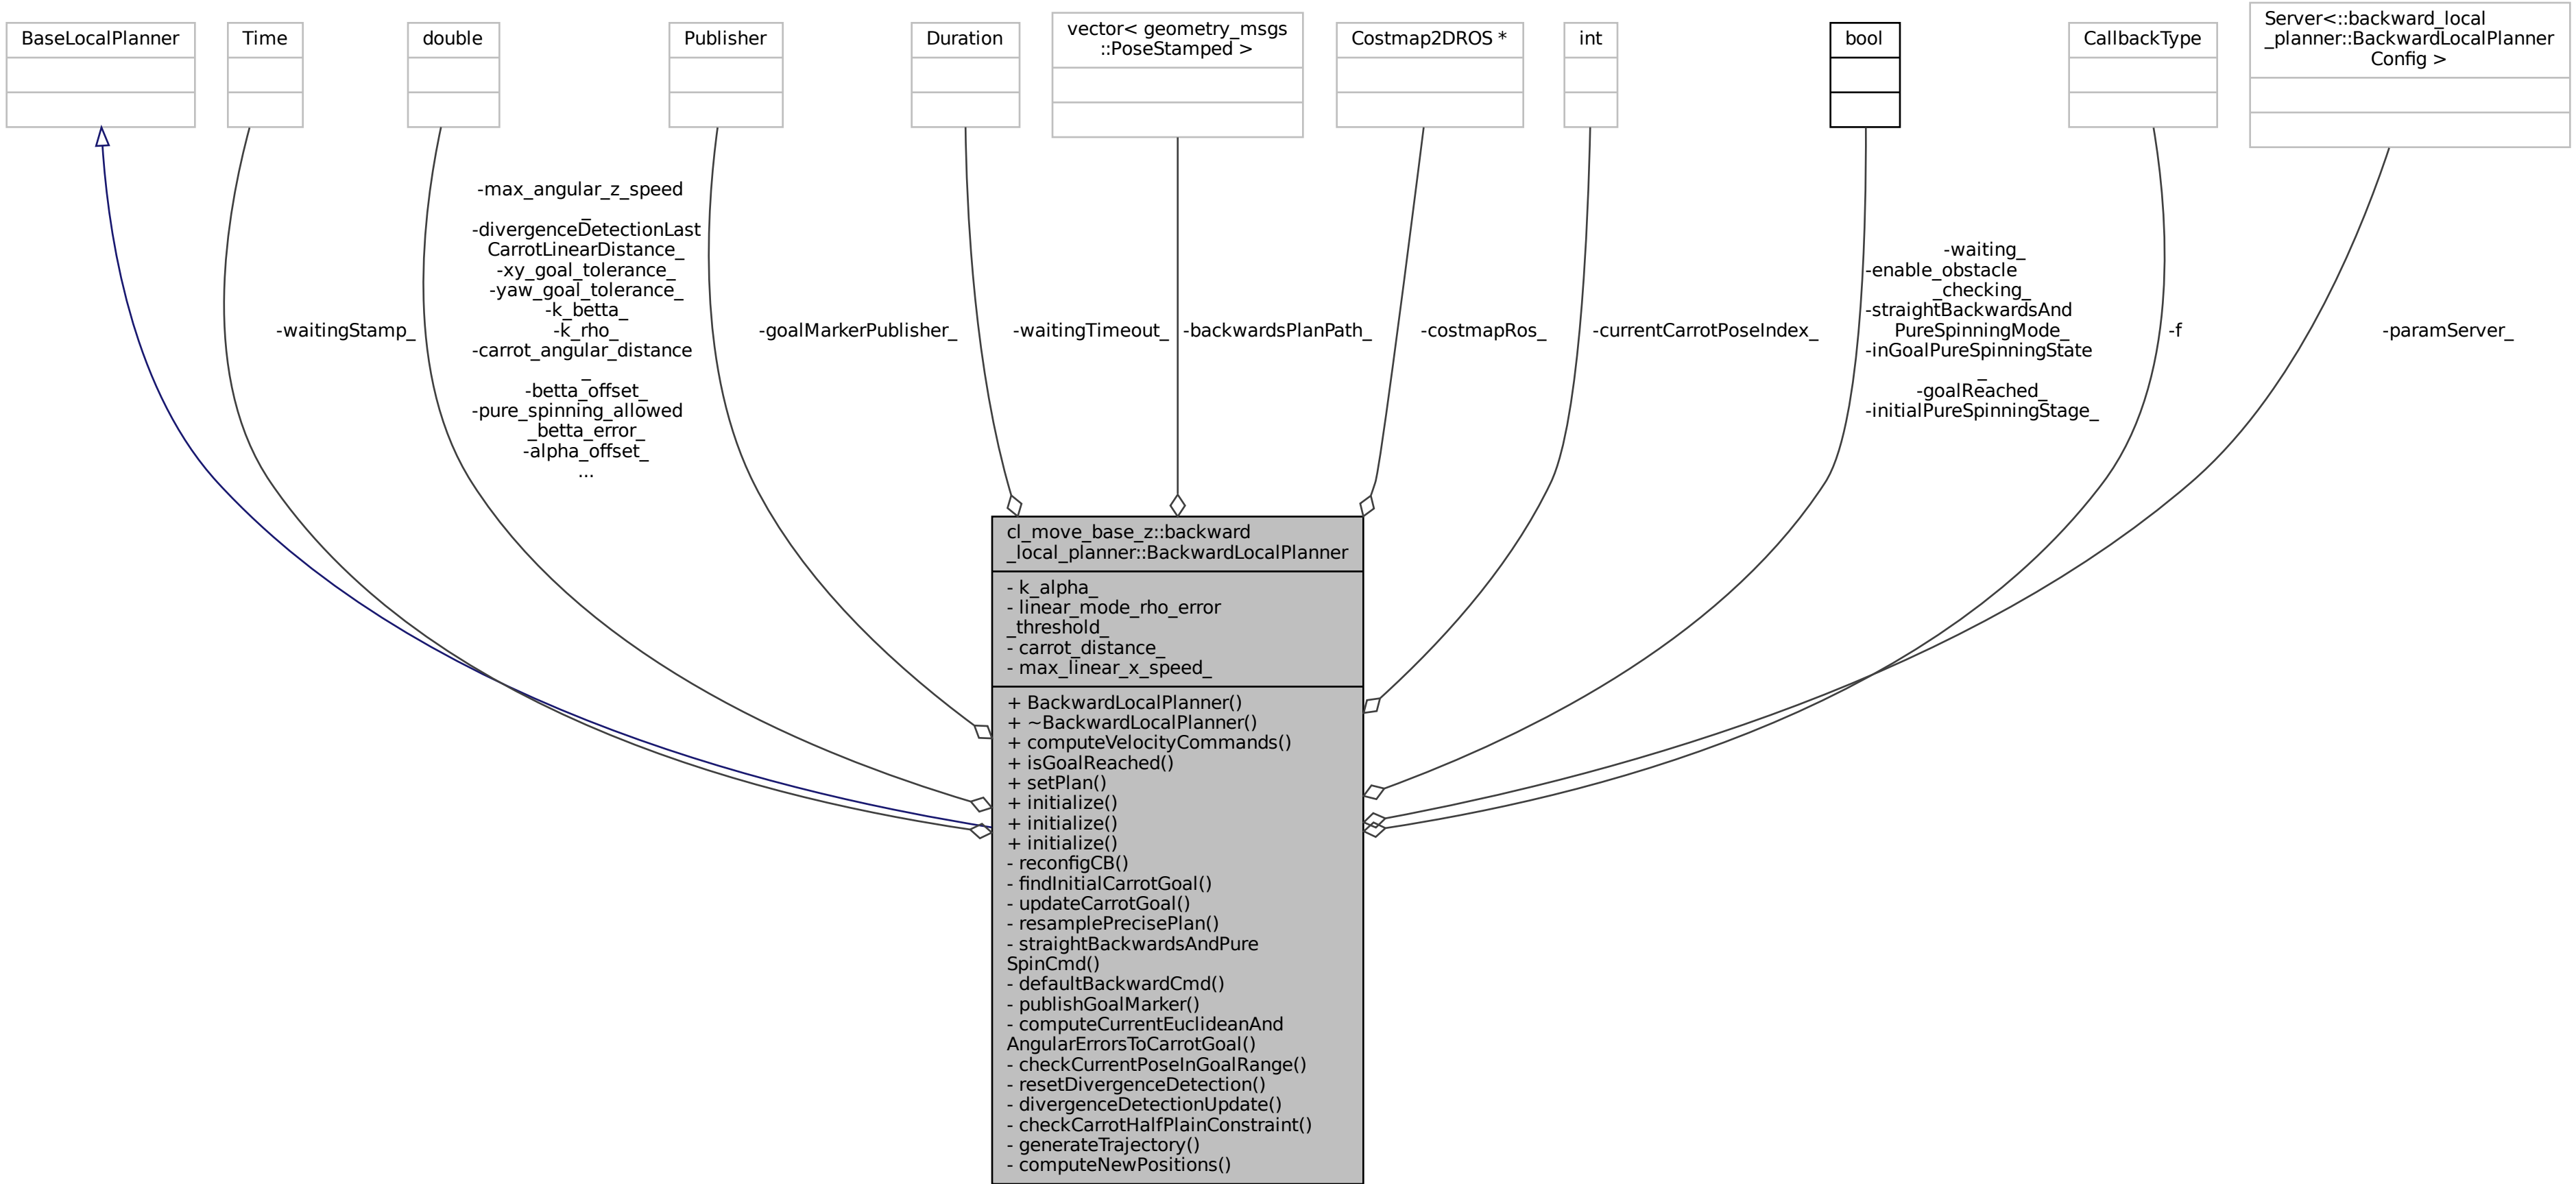 BaseLocalPlanner
Time
double
Publisher
Duration
vector< geometry_msgs
::PoseStamped >
Costmap2DROS *
int
bool
CallbackType
Server<::backward_local
_planner::BackwardLocalPlanner
Config >
-waitingStamp_
-max_angular_z_speed
_
-divergenceDetectionLast
CarrotLinearDistance_
-xy_goal_tolerance_
-yaw_goal_tolerance_
-k_betta_
-k_rho_
-carrot_angular_distance
_
-betta_offset_
-pure_spinning_allowed
_betta_error_
-alpha_offset_
...
-goalMarkerPublisher_
-waitingTimeout_
-backwardsPlanPath_
-costmapRos_
-currentCarrotPoseIndex_
-waiting_
-enable_obstacle
_checking_
-straightBackwardsAnd
PureSpinningMode_
-inGoalPureSpinningState
_
-goalReached_
-initialPureSpinningStage_
-f
-paramServer_
cl_move_base_z::backward
_local_planner::BackwardLocalPlanner
- k_alpha_
- linear_mode_rho_error
_threshold_
- carrot_distance_
- max_linear_x_speed_
+ BackwardLocalPlanner()
+ ~BackwardLocalPlanner()
+ computeVelocityCommands()
+ isGoalReached()
+ setPlan()
+ initialize()
+ initialize()
+ initialize()
- reconfigCB()
- findInitialCarrotGoal()
- updateCarrotGoal()
- resamplePrecisePlan()
- straightBackwardsAndPure
SpinCmd()
- defaultBackwardCmd()
- publishGoalMarker()
- computeCurrentEuclideanAnd
AngularErrorsToCarrotGoal()
- checkCurrentPoseInGoalRange()
- resetDivergenceDetection()
- divergenceDetectionUpdate()
- checkCarrotHalfPlainConstraint()
- generateTrajectory()
- computeNewPositions()